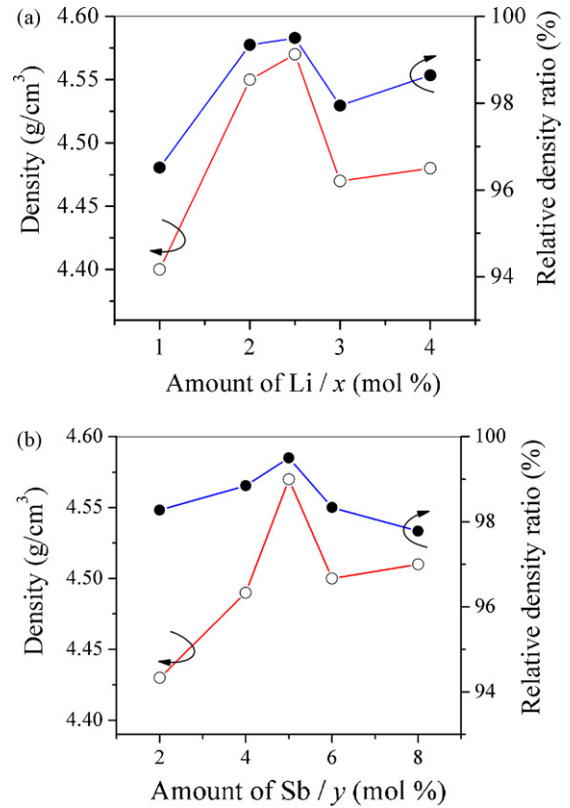 (a)
4.60
4.55
4.50
4.45
4.40
Density (g/cm³)
100
98
96
94
Relative density ratio (%)
1 2 3 4
Amount of Li / x (mol %)
(b)
4.60
4.55
4.50
4.45
4.40
Density (g/cm³)
100
98
96
94
Relative density ratio (%)
2 4 6 8
Amount of Sb / y (mol %)